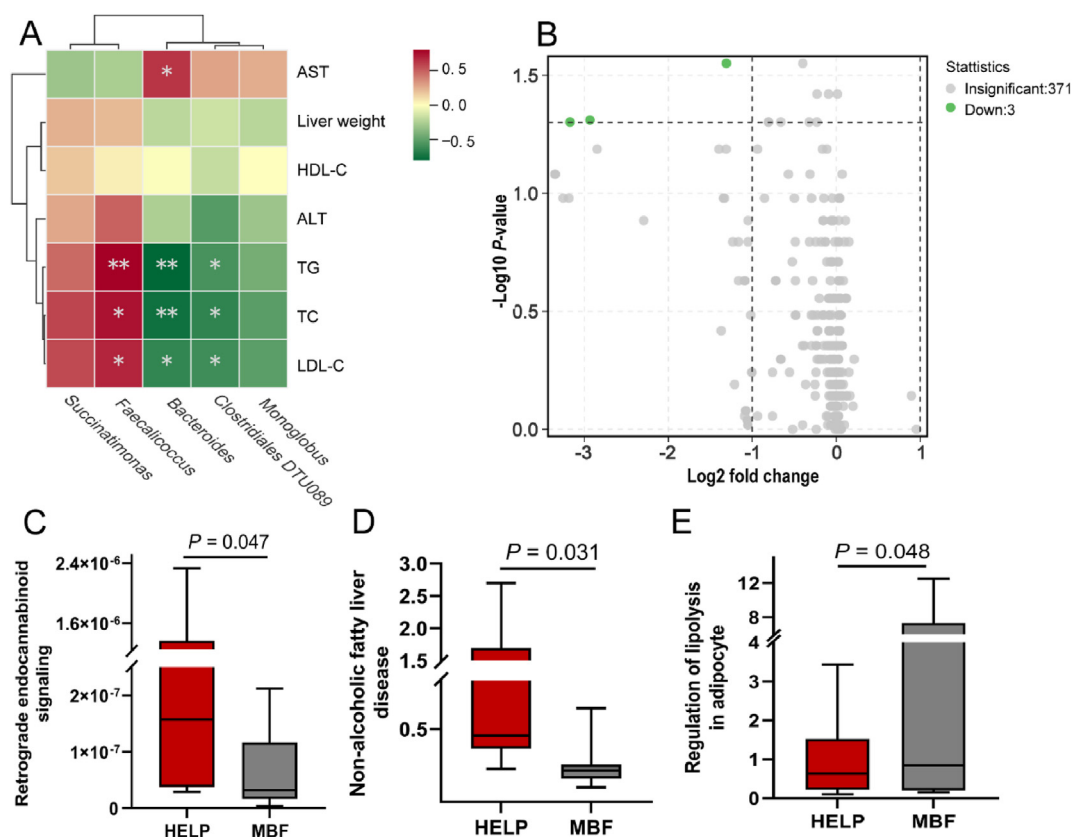 A
AST
Liver weight
HDL-C
ALT
TG
TC
LDL-C
*
** ** *
* ** *
* * *
Succinatimonas
Faecalicoccus
Bacteroides
Clostridiales DTU089
Monoglobus
0.5
0.0
−0.5
B
Stattistics
Insignificant:371
Down:3
-Log10 P-value
1.5
1.0
0.5
0.0
-3 -2 -1 0 1
Log2 fold change
C
P = 0.047
Retrograde endocannabinoid
signaling
2.4×10-6
1.6×10-6
2×10-7
1×10-7
0
HELP MBF
D
P = 0.031
Non-alcoholic fatty liver
disease
3.0
2.5
2.0
1.5
0.5
HELP MBF
E
P = 0.048
Regulation of lipolysis
in adipocyte
12
8
4
3
2
1
0
HELP MBF